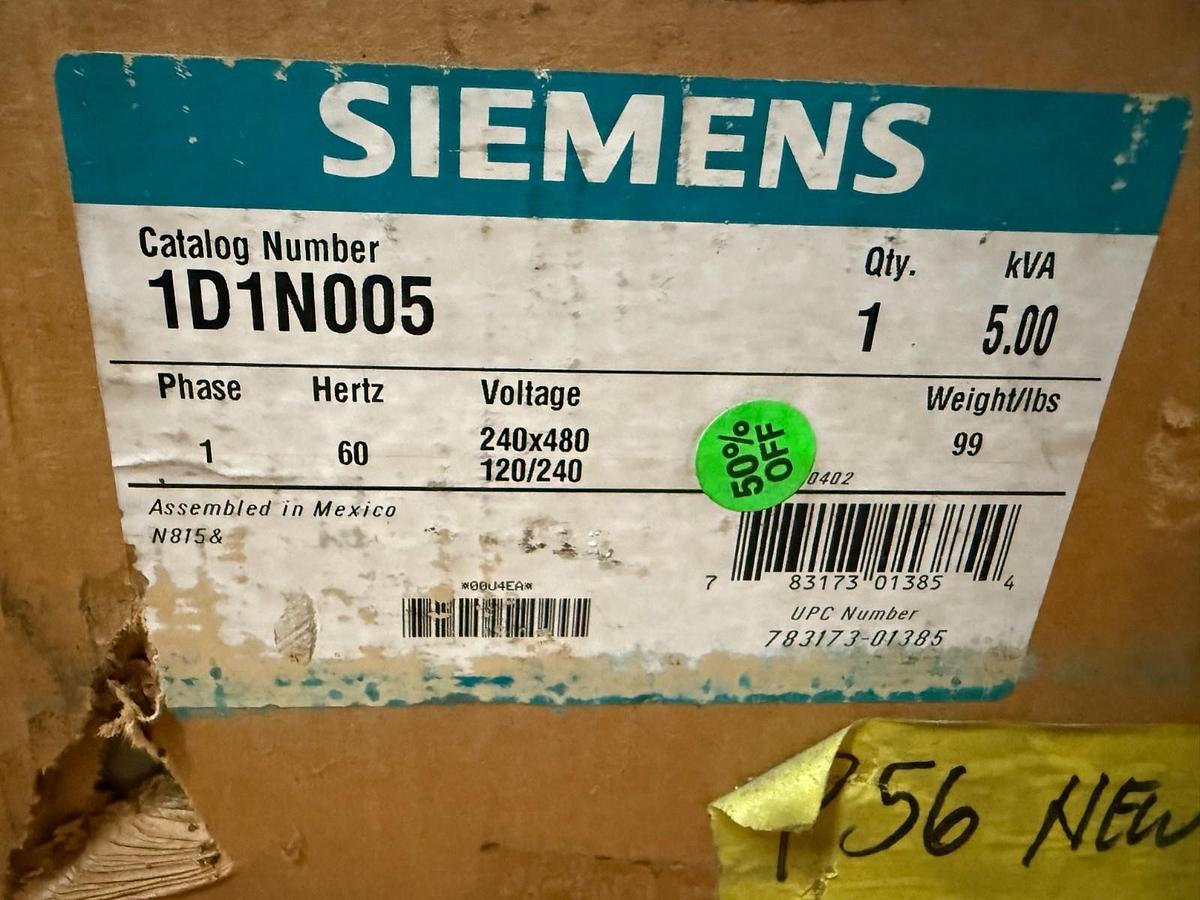 SIEMENS
Catalog Number
1D1N005
Qty. kVA
1 5.00
Phase Hertz Voltage Weight/lbs
1 60 240x480 99
120/240
50%
OFF
0402
Assembled in Mexico
N815&
*00U4EA*
7 83173 01385 4
UPC Number
783173-01385
56 NEW